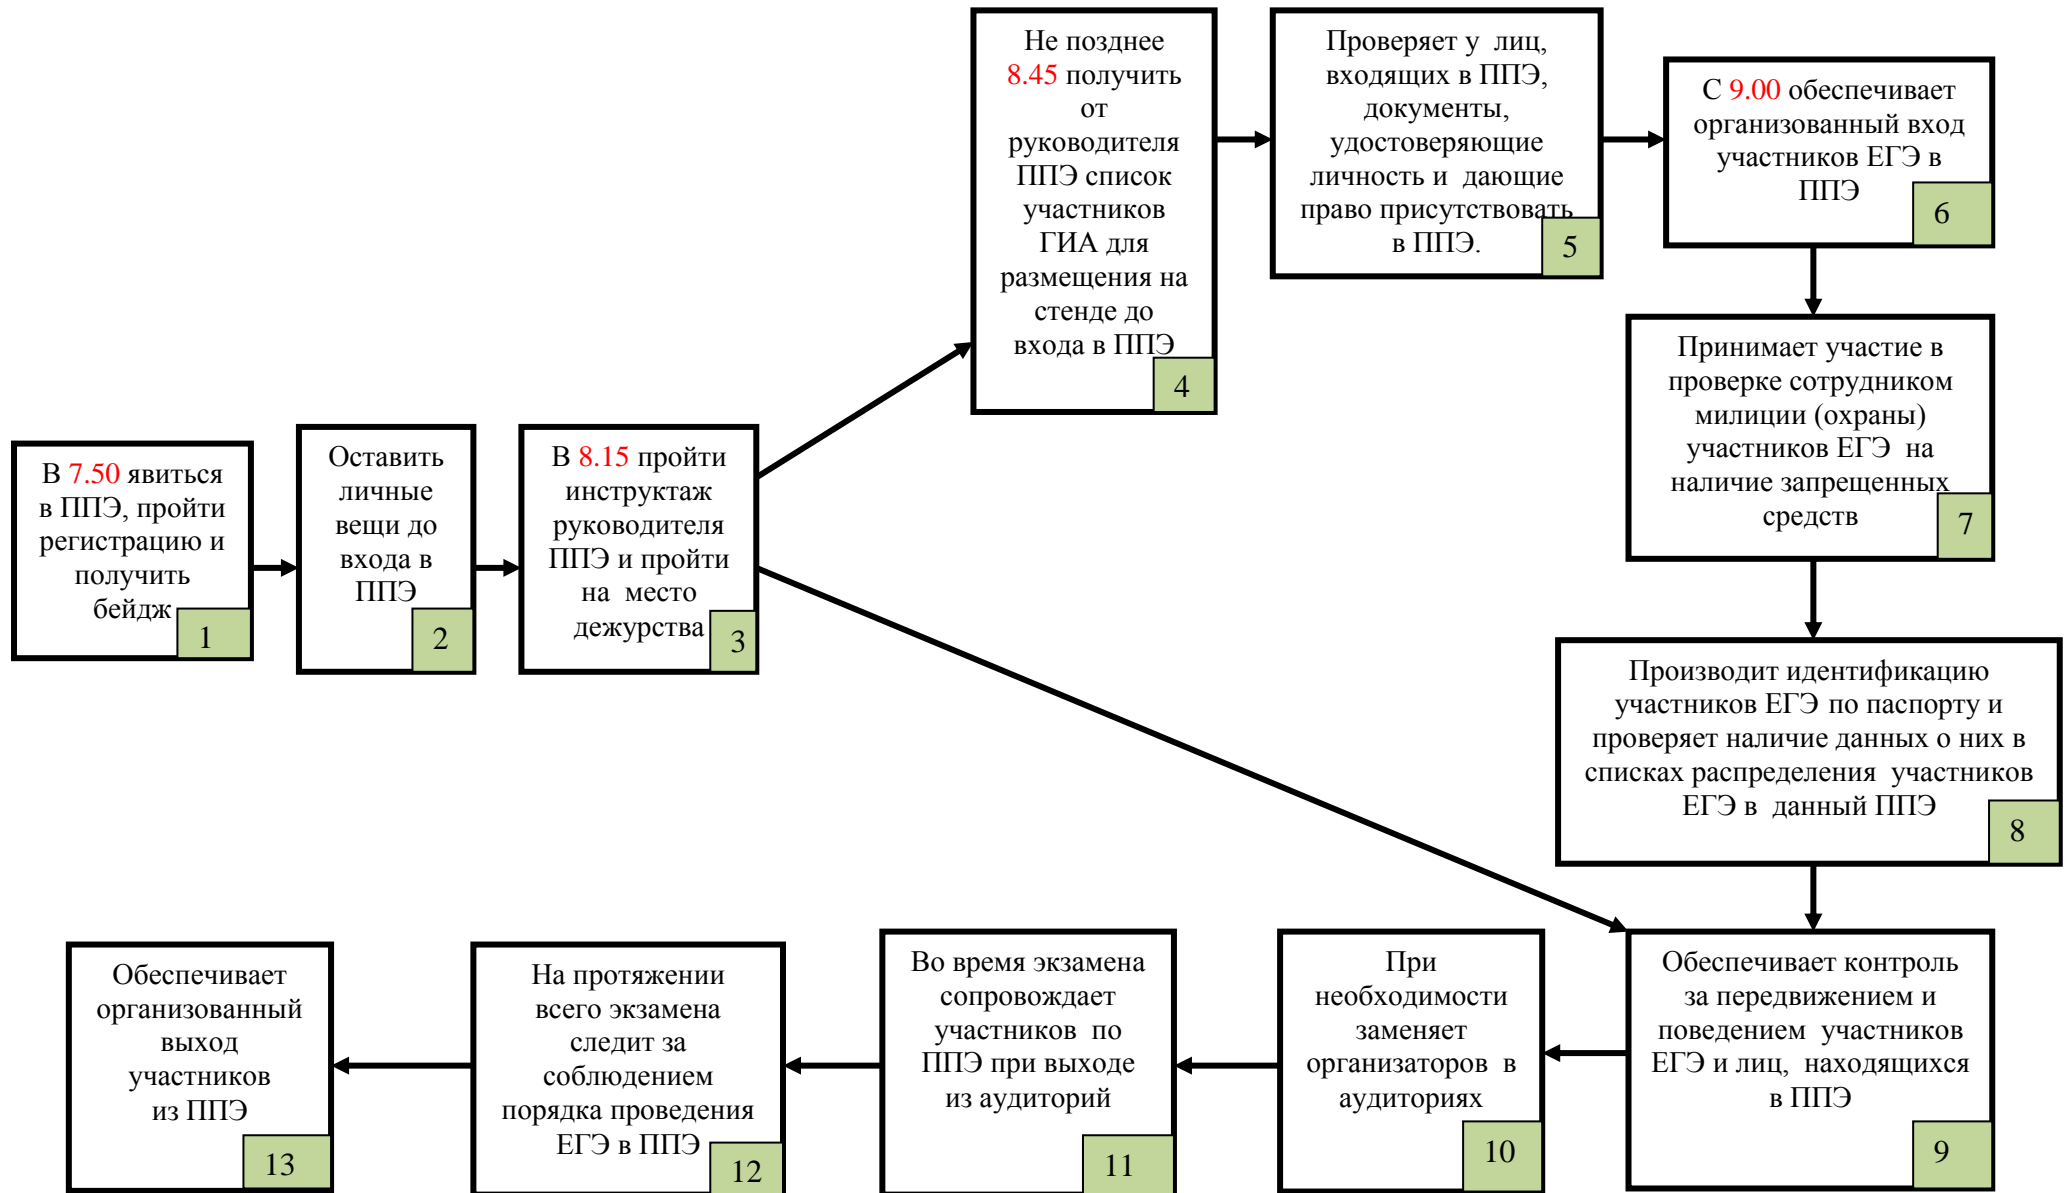 В 7.50 явиться
в ППЭ, пройти
регистрацию и
получить
бейдж
1
Оставить
личные
вещи до
входа в
ППЭ
2
В 8.15 пройти
инструктаж
руководителя
ППЭ и пройти
на место
дежурства
3
Не позднее
8.45 получить
от
руководителя
ППЭ список
участников
ГИА для
размещения на
стенде до
входа в ППЭ
4
Проверяет у лиц,
входящих в ППЭ,
документы,
удостоверяющие
личность и дающие
право присутствовать
в ППЭ.
5
С 9.00 обеспечивает
организованный вход
участников ЕГЭ в
ППЭ
6
Принимает участие в
проверке сотрудником
милиции (охраны)
участников ЕГЭ на
наличие запрещенных
средств
7
Производит идентификацию
участников ЕГЭ по паспорту и
проверяет наличие данных о них в
списках распределения участников
ЕГЭ в данный ППЭ
8
Обеспечивает контроль
за передвижением и
поведением участников
ЕГЭ и лиц, находящихся
в ППЭ
9
При
необходимости
заменяет
организаторов в
аудиториях
10
Во время экзамена
сопровождает
участников по
ППЭ при выходе
из аудиторий
11
На протяжении
всего экзамена
следит за
соблюдением
порядка проведения
ЕГЭ в ППЭ
12
Обеспечивает
организованный
выход
участников
из ППЭ
13